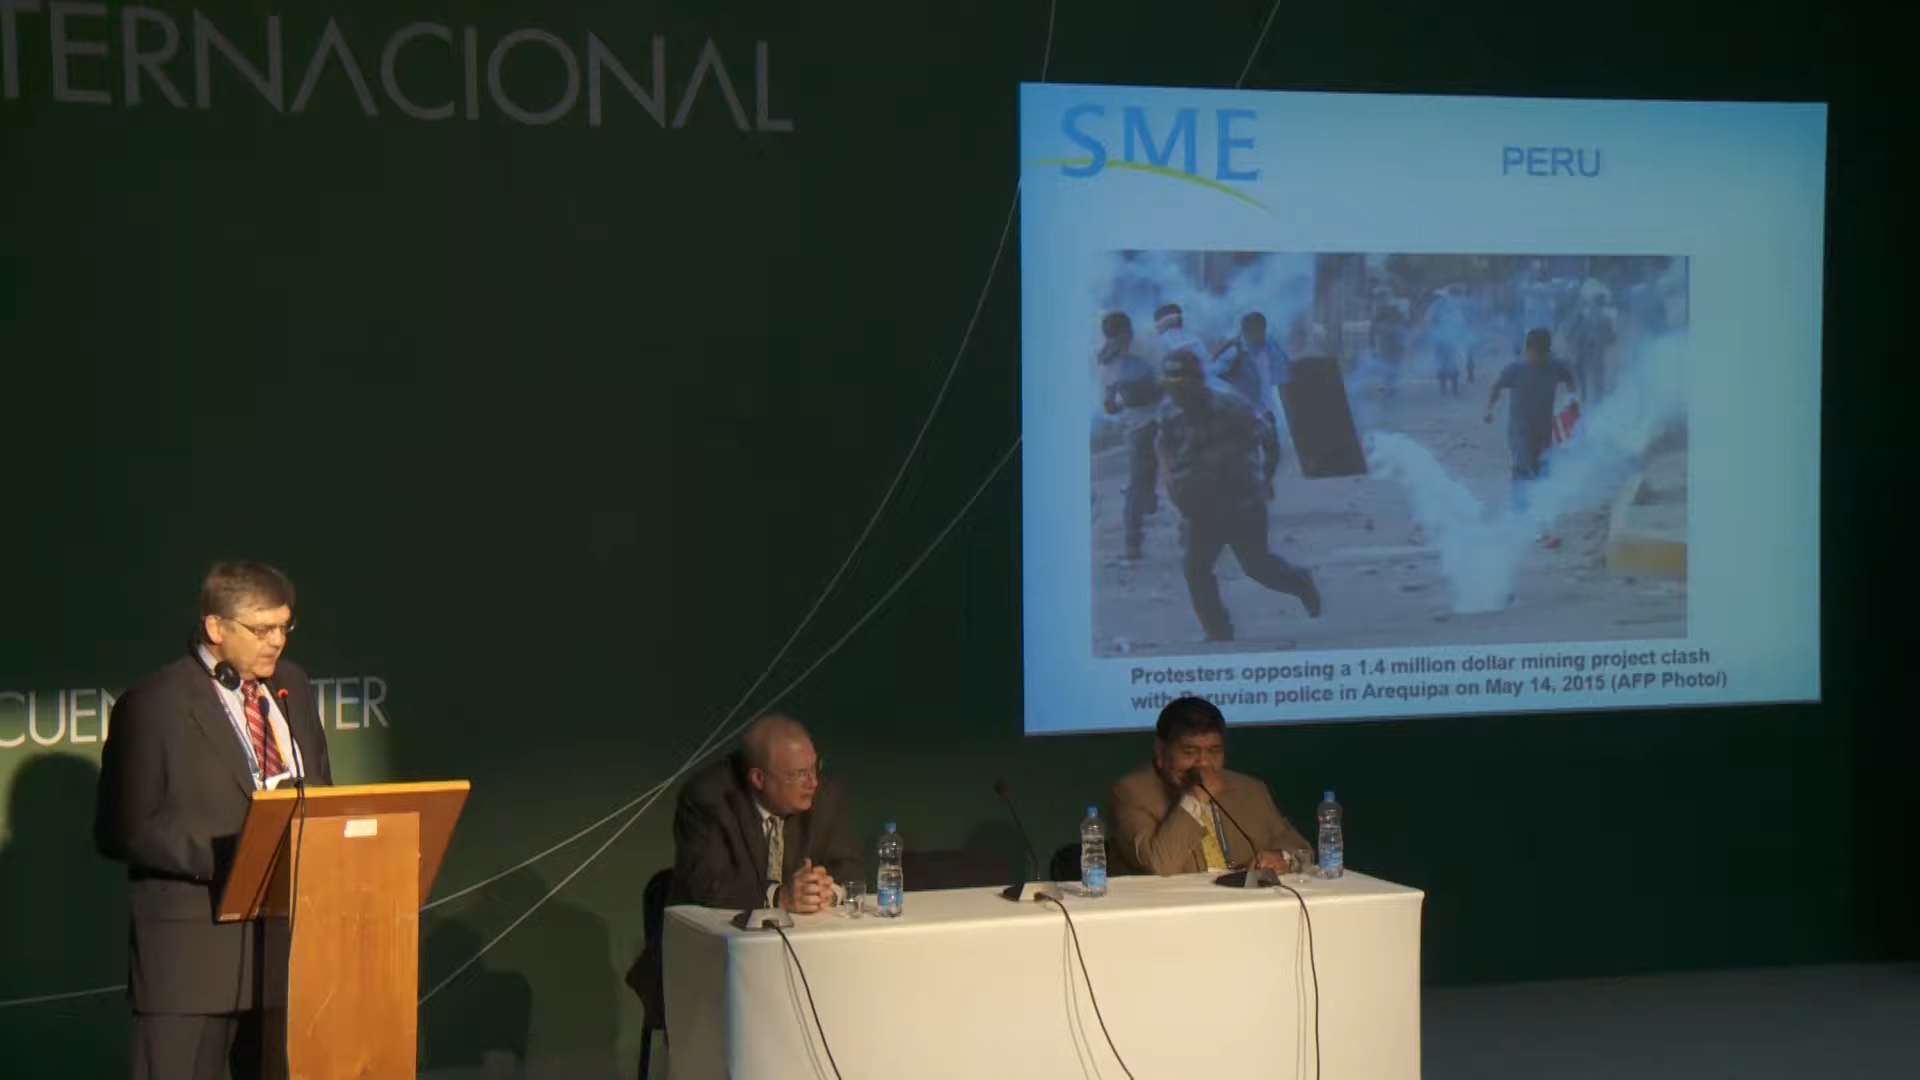 TERNACIONAL
SME
PERU
Protesters opposing a 1.4 million dollar mining project clash
with Peruvian police in Arequipa on May 14, 2015 (AFP Photo/)
CUEN TER